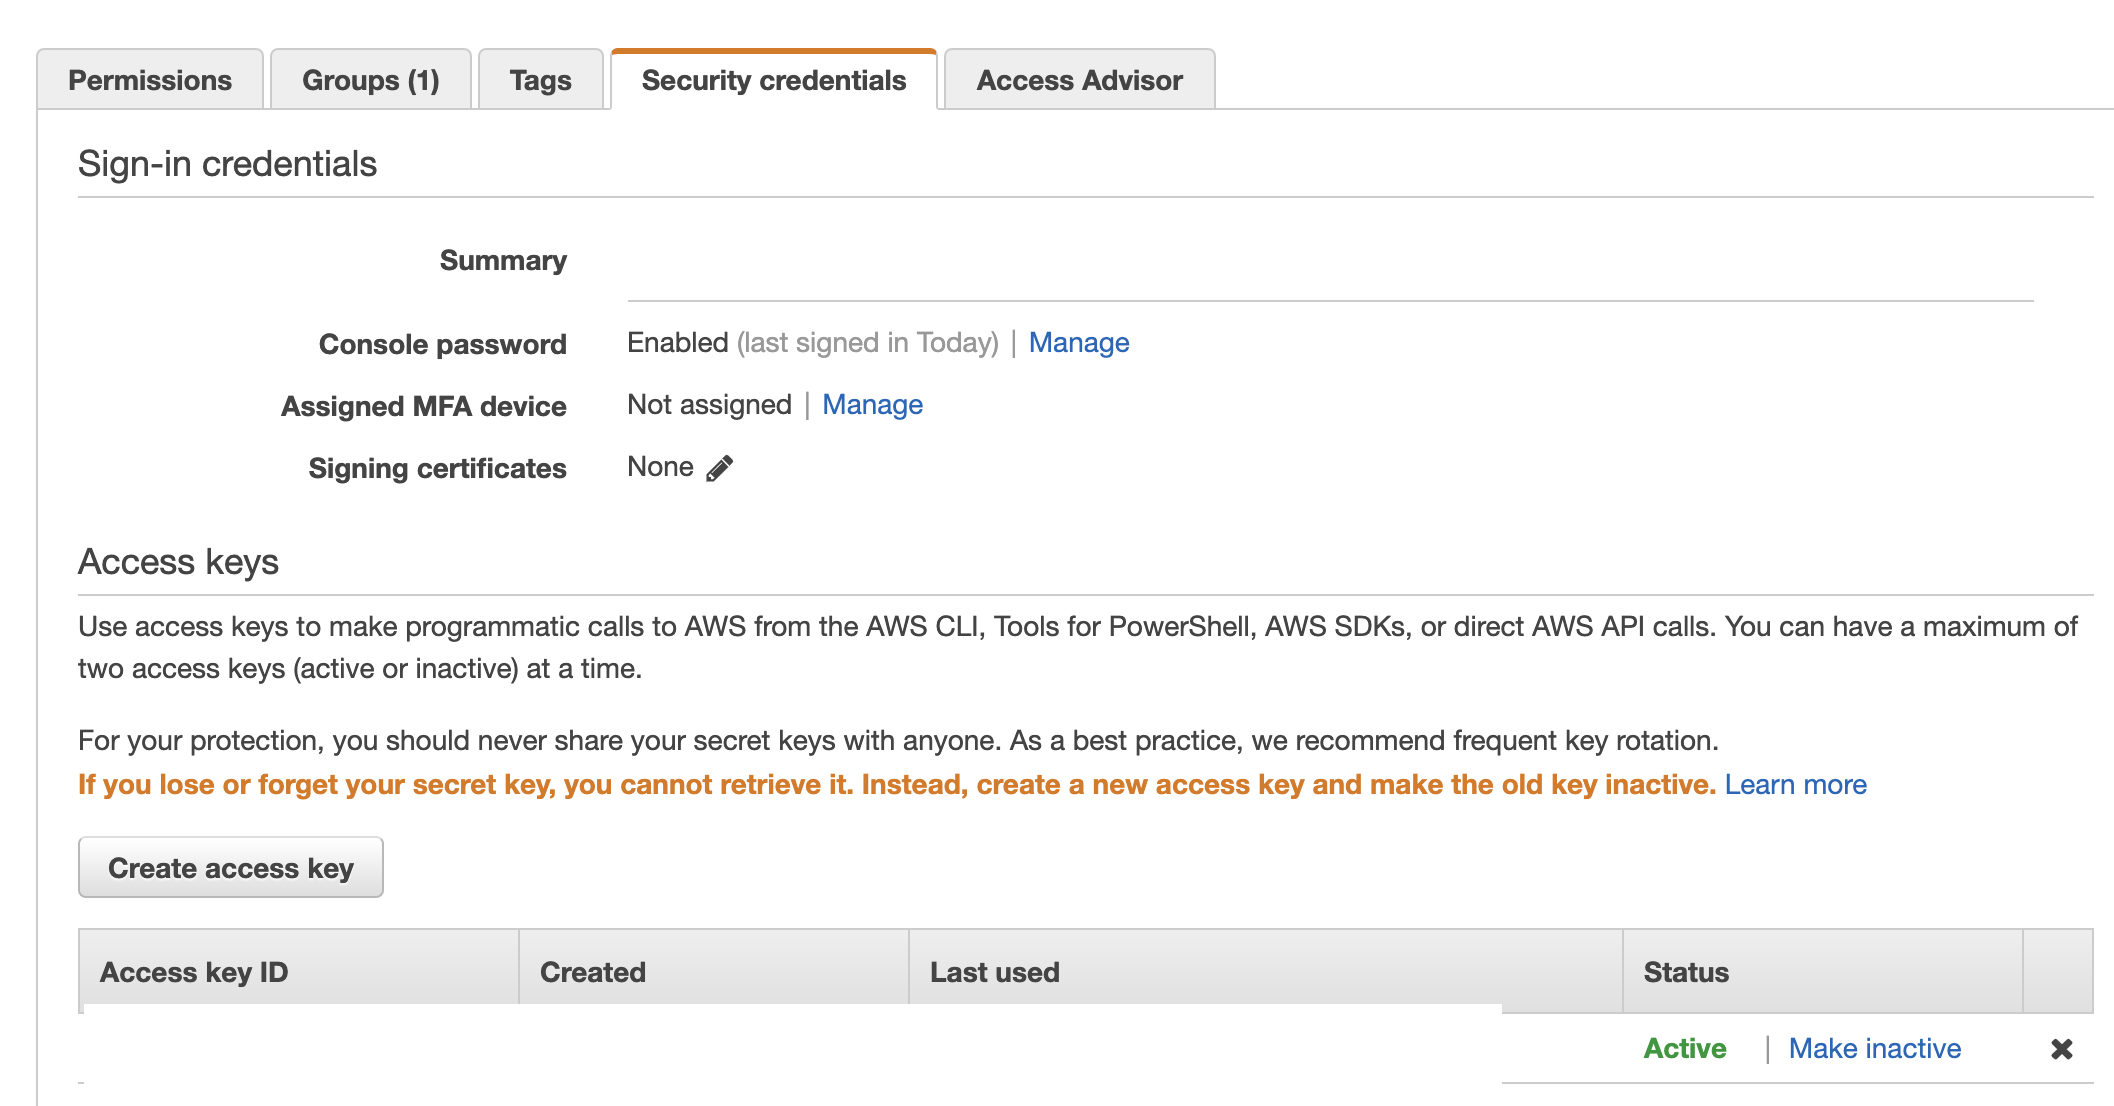 Permissions Groups (1) Tags Security credentials Access Advisor
Sign-in credentials
Summary
Console password Enabled (last signed in Today) | Manage
Assigned MFA device Not assigned | Manage
Signing certificates None
Access keys
Use access keys to make programmatic calls to AWS from the AWS CLI, Tools for PowerShell, AWS SDKs, or direct AWS API calls. You can have a maximum of
two access keys (active or inactive) at a time.
For your protection, you should never share your secret keys with anyone. As a best practice, we recommend frequent key rotation.
If you lose or forget your secret key, you cannot retrieve it. Instead, create a new access key and make the old key inactive. Learn more
Create access key
Access key ID Created Last used Status
Active | Make inactive